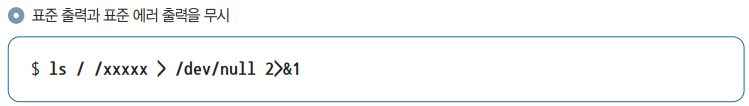 표준 출력과 표준 에러 출력을 무시
$ ls / /xxxxx > /dev/null 2>&1